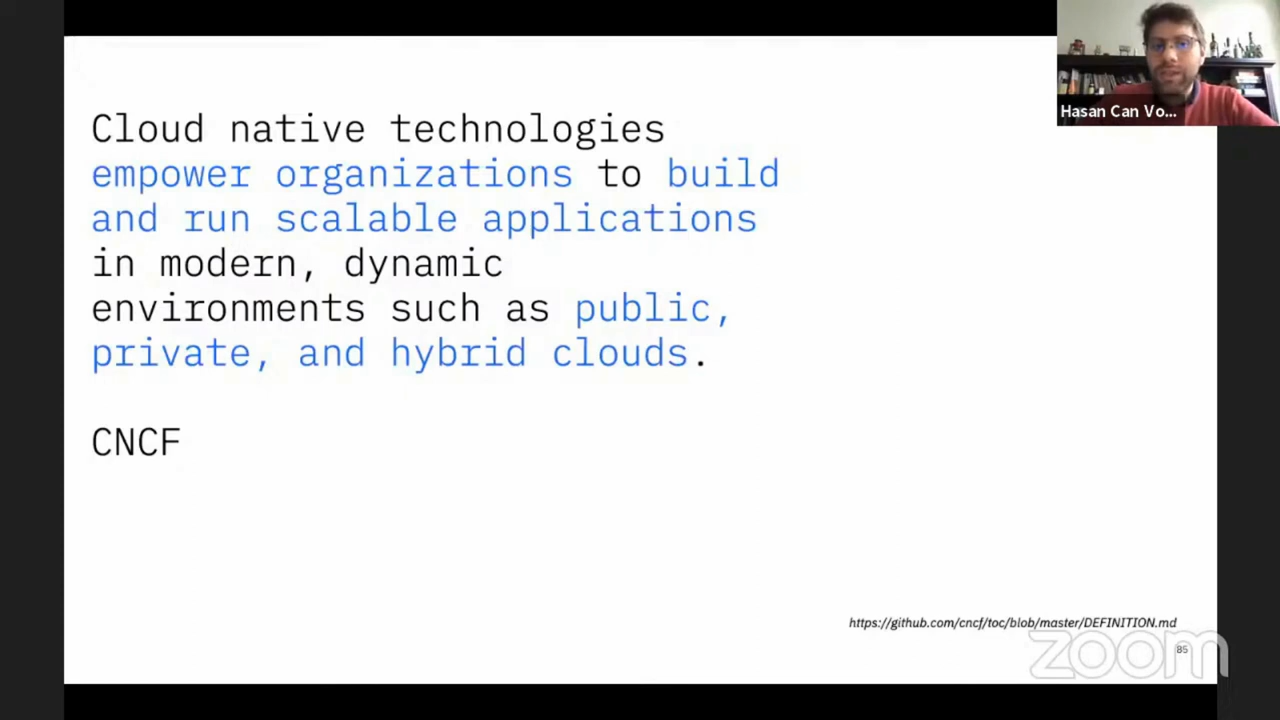 Cloud native technologies
empower organizations to build
and run scalable applications
in modern, dynamic
environments such as public,
private, and hybrid clouds.
CNCF
https://github.com/cncf/toc/blob/master/DEFINITION.md
85
zoom
Hasan Can Vo...